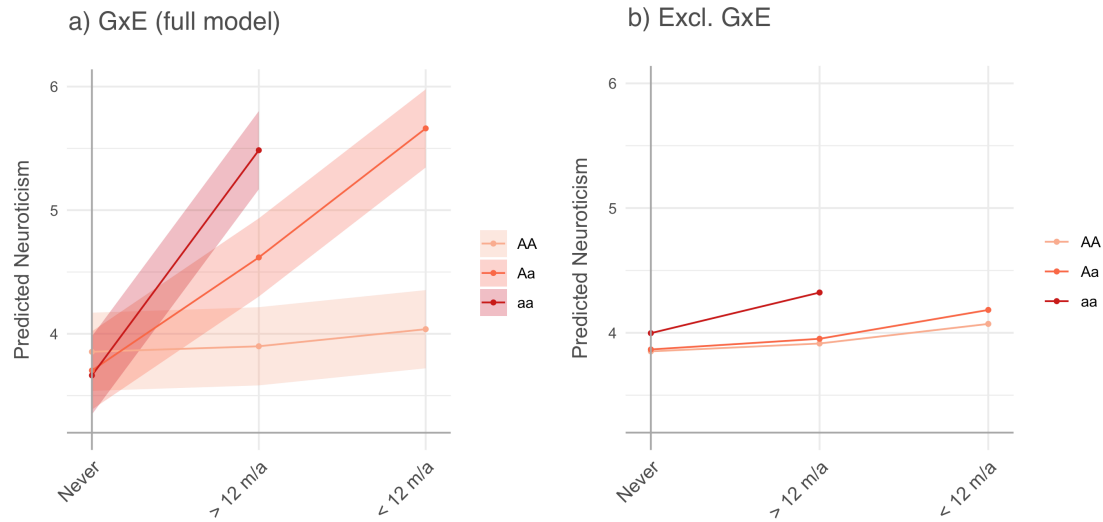 a) GxE (full model)
Predicted Neuroticism
6
5
4
Never
> 12 m/a
< 12 m/a
AA
Aa
aa
b) Excl. GxE
Predicted Neuroticism
6
5
4
Never
> 12 m/a
< 12 m/a
AA
Aa
aa